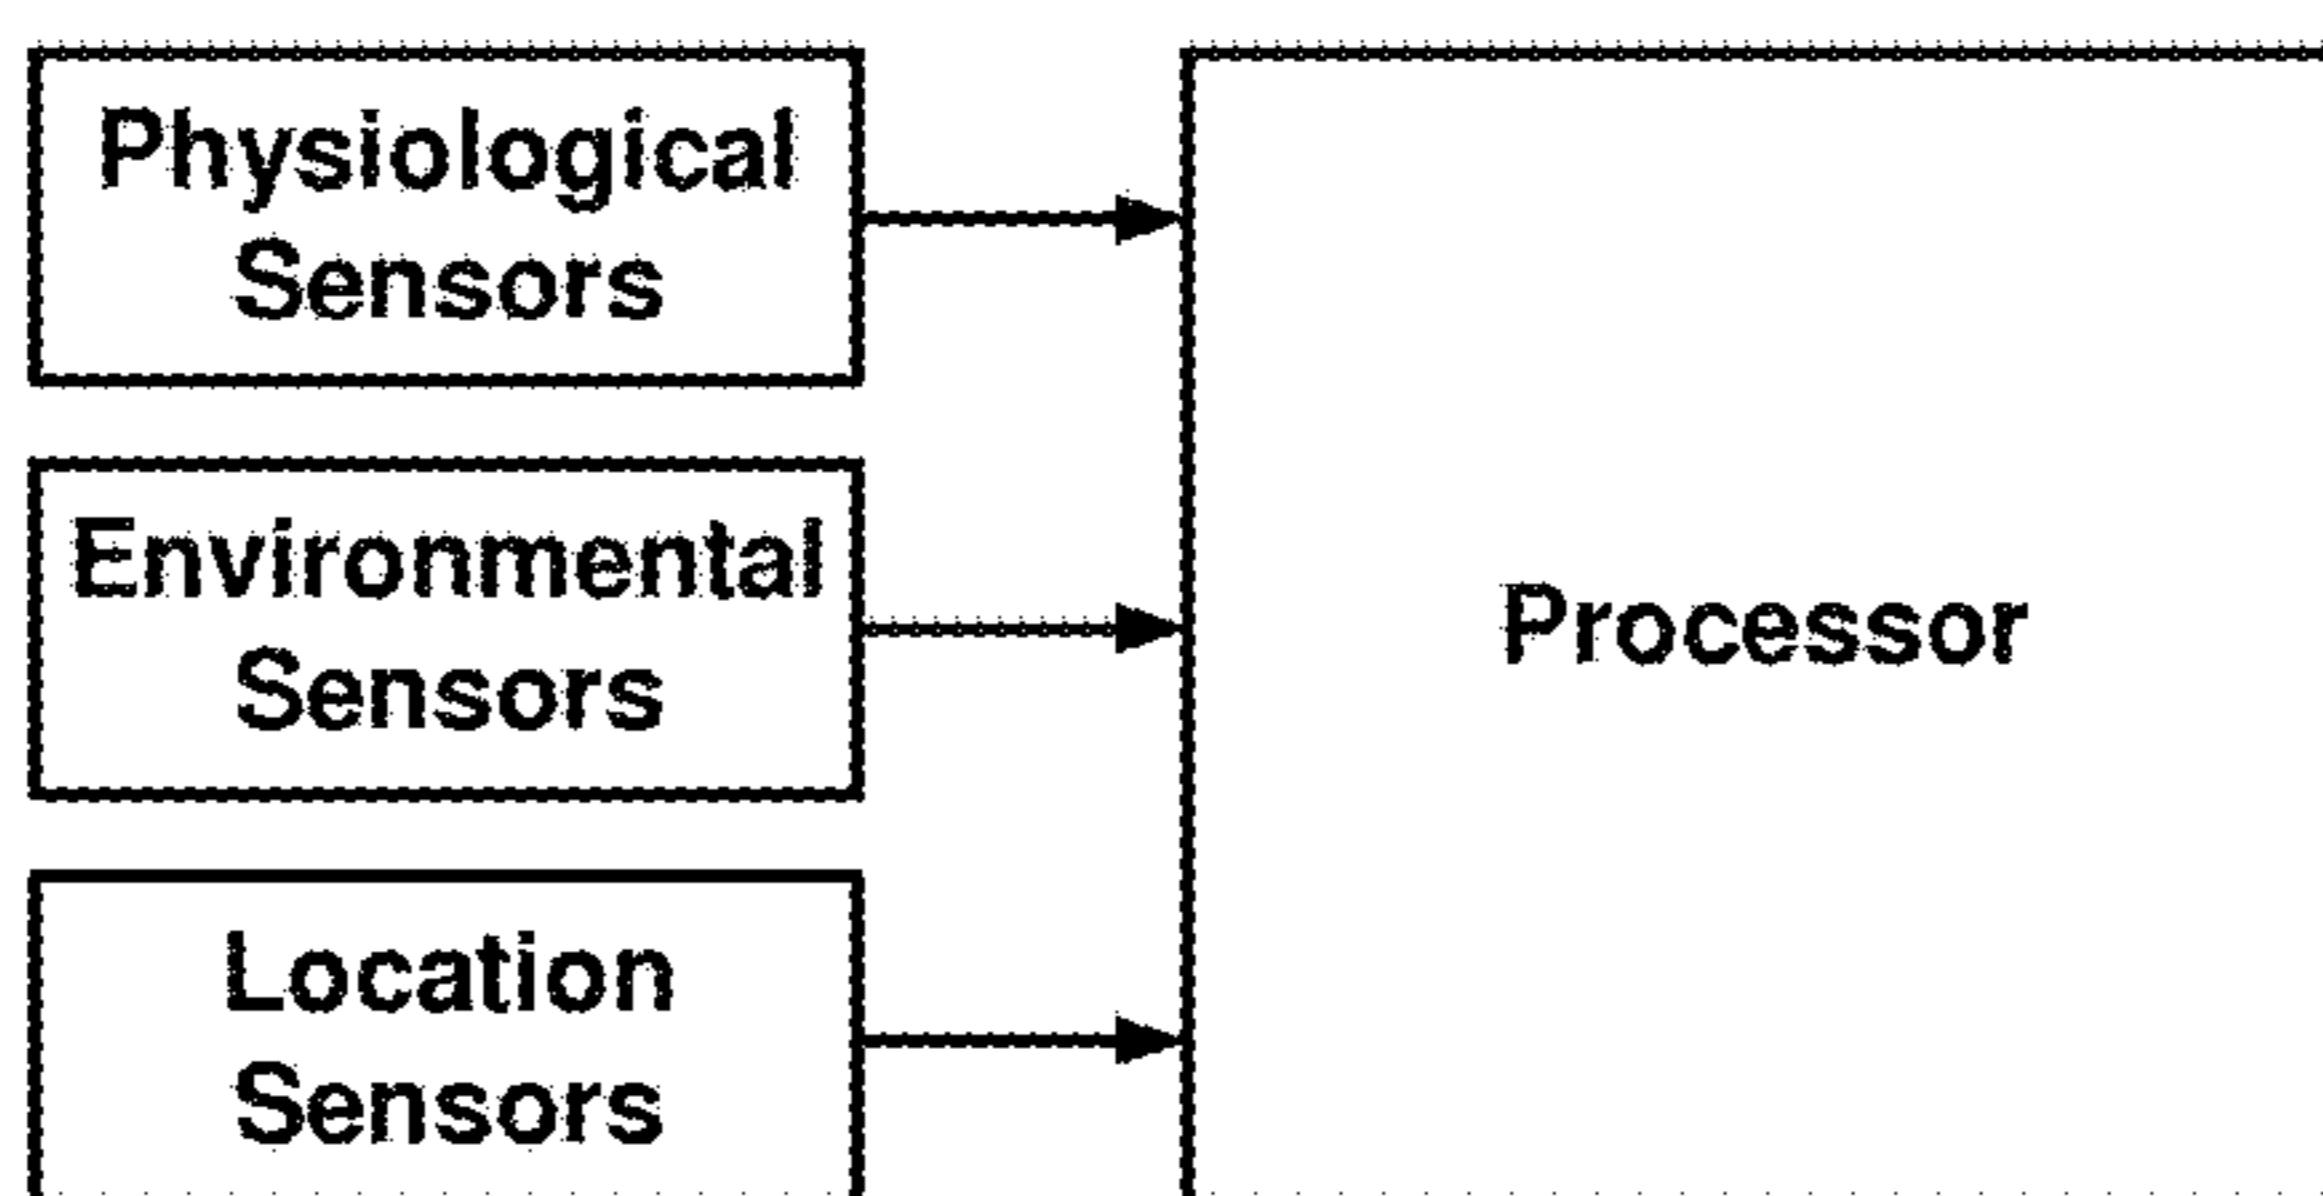 Physiological
Sensors
Environmental
Sensors
Processor
Location
Sensors